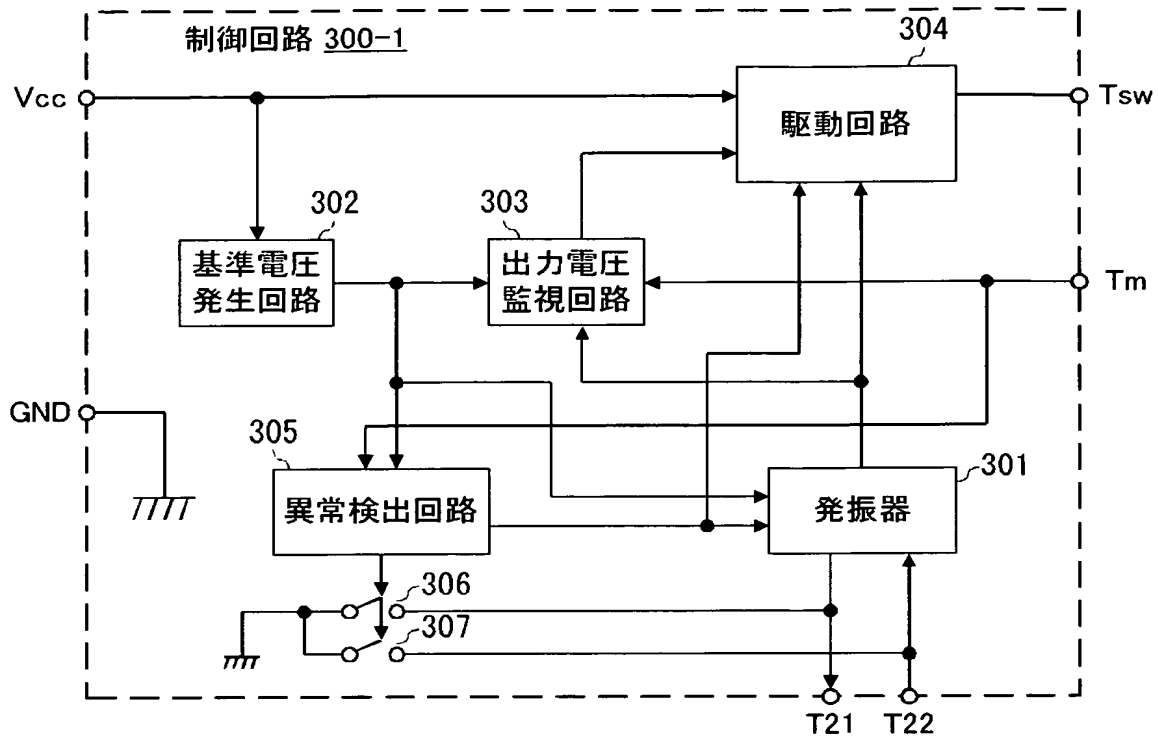 制御回路 300-1
304
Vcc
Tsw
駆動回路
302
303
基準電圧
発生回路
出力電圧
監視回路
Tm
GND
305
301
異常検出回路
発振器
306
307
T21
T22